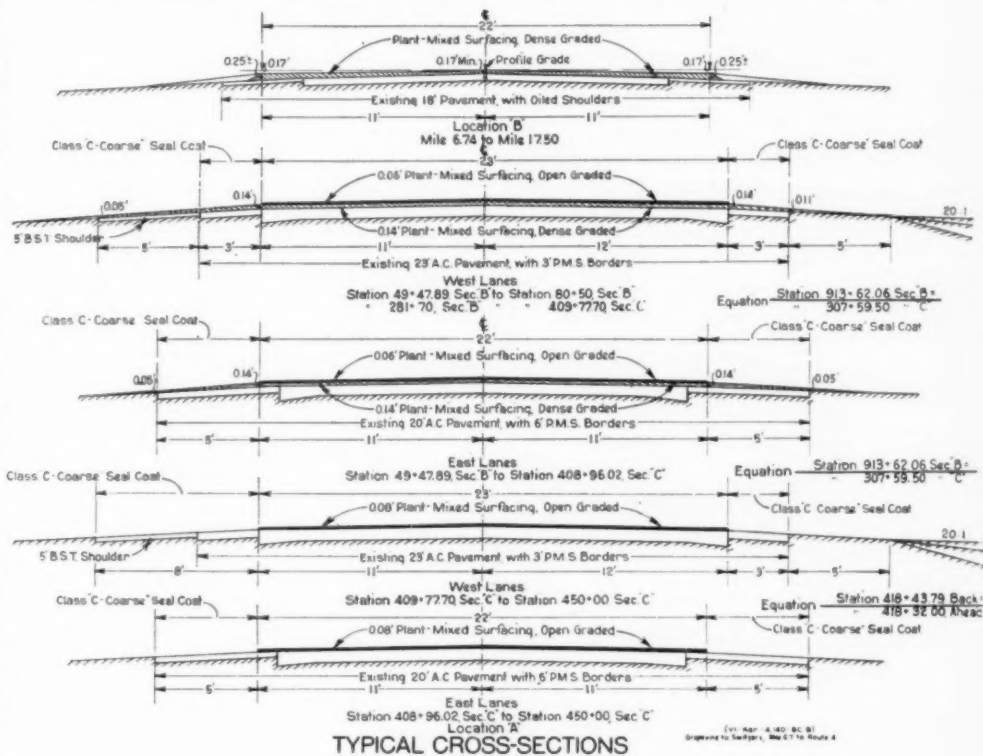 ℄
22'
Plant-Mixed Surfacing, Dense Graded
0.25'± 0.17' 0.17' Min. Profile Grade 0.17' 0.25'±
4' 4'
Existing 18' Pavement, with Oiled Shoulders
11' 11'
Location "B"
Mile 6.74 to Mile 17.50
Class "C-Coarse" Seal Coat ℄ Class "C-Coarse" Seal Coat
23'
0.06' Plant-Mixed Surfacing, Open Graded
0.05' 0.14' 0.14' 0.11'
20:1
5' B.S.T. Shoulder 0.14' Plant-Mixed Surfacing, Dense Graded
5' 3' 11' 12' 3' 5'
Existing 23' A.C. Pavement, with 3' P.M.S. Borders
West Lanes
Station 49+47.89 Sec. "B" to Station 80+50, Sec. "B"
" 281+70, Sec. "B" " " 409+77.70, Sec. "C"
Equation Station 913+62.06 Sec. "B" =
" 307+59.50 " "C"
Class "C-Coarse" Seal Coat ℄ Class "C-Coarse" Seal Coat
22'
0.06' Plant-Mixed Surfacing, Open Graded
0.05' 0.14' 0.14' 0.05'
0.14' Plant-Mixed Surfacing, Dense Graded
Existing 20' A.C. Pavement, with 6' P.M.S. Borders
5' 11' 11' 5'
East Lanes
Station 49+47.89, Sec. "B" to Station 408+96.02, Sec. "C"
Equation Station 913+62.06 Sec. "B" =
" 307+59.50 " "C"
Class "C-Coarse" Seal Coat 23' Class "C-Coarse" Seal Coat
0.08' Plant-Mixed Surfacing, Open Graded
5' B.S.T. Shoulder 20:1
Existing 23' A.C. Pavement with 3' P.M.S. Borders
8' 11' 12' 3' 5'
West Lanes
Station 409+77.70, Sec. "C" to Station 450+00 Sec. "C"
Equation Station 418+43.79 Back =
" 418+32.00 Ahead
Class "C-Coarse" Seal Coat 22' Class "C-Coarse" Seal Coat
0.08' Plant-Mixed Surfacing, Open Graded
Existing 20' A.C. Pavement with 6' P.M.S. Borders
5' 11' 11' 5'
East Lanes
Station 408+96.02, Sec. "C" to Station 450+00, Sec. "C"
Location "A"
TYPICAL CROSS-SECTIONS